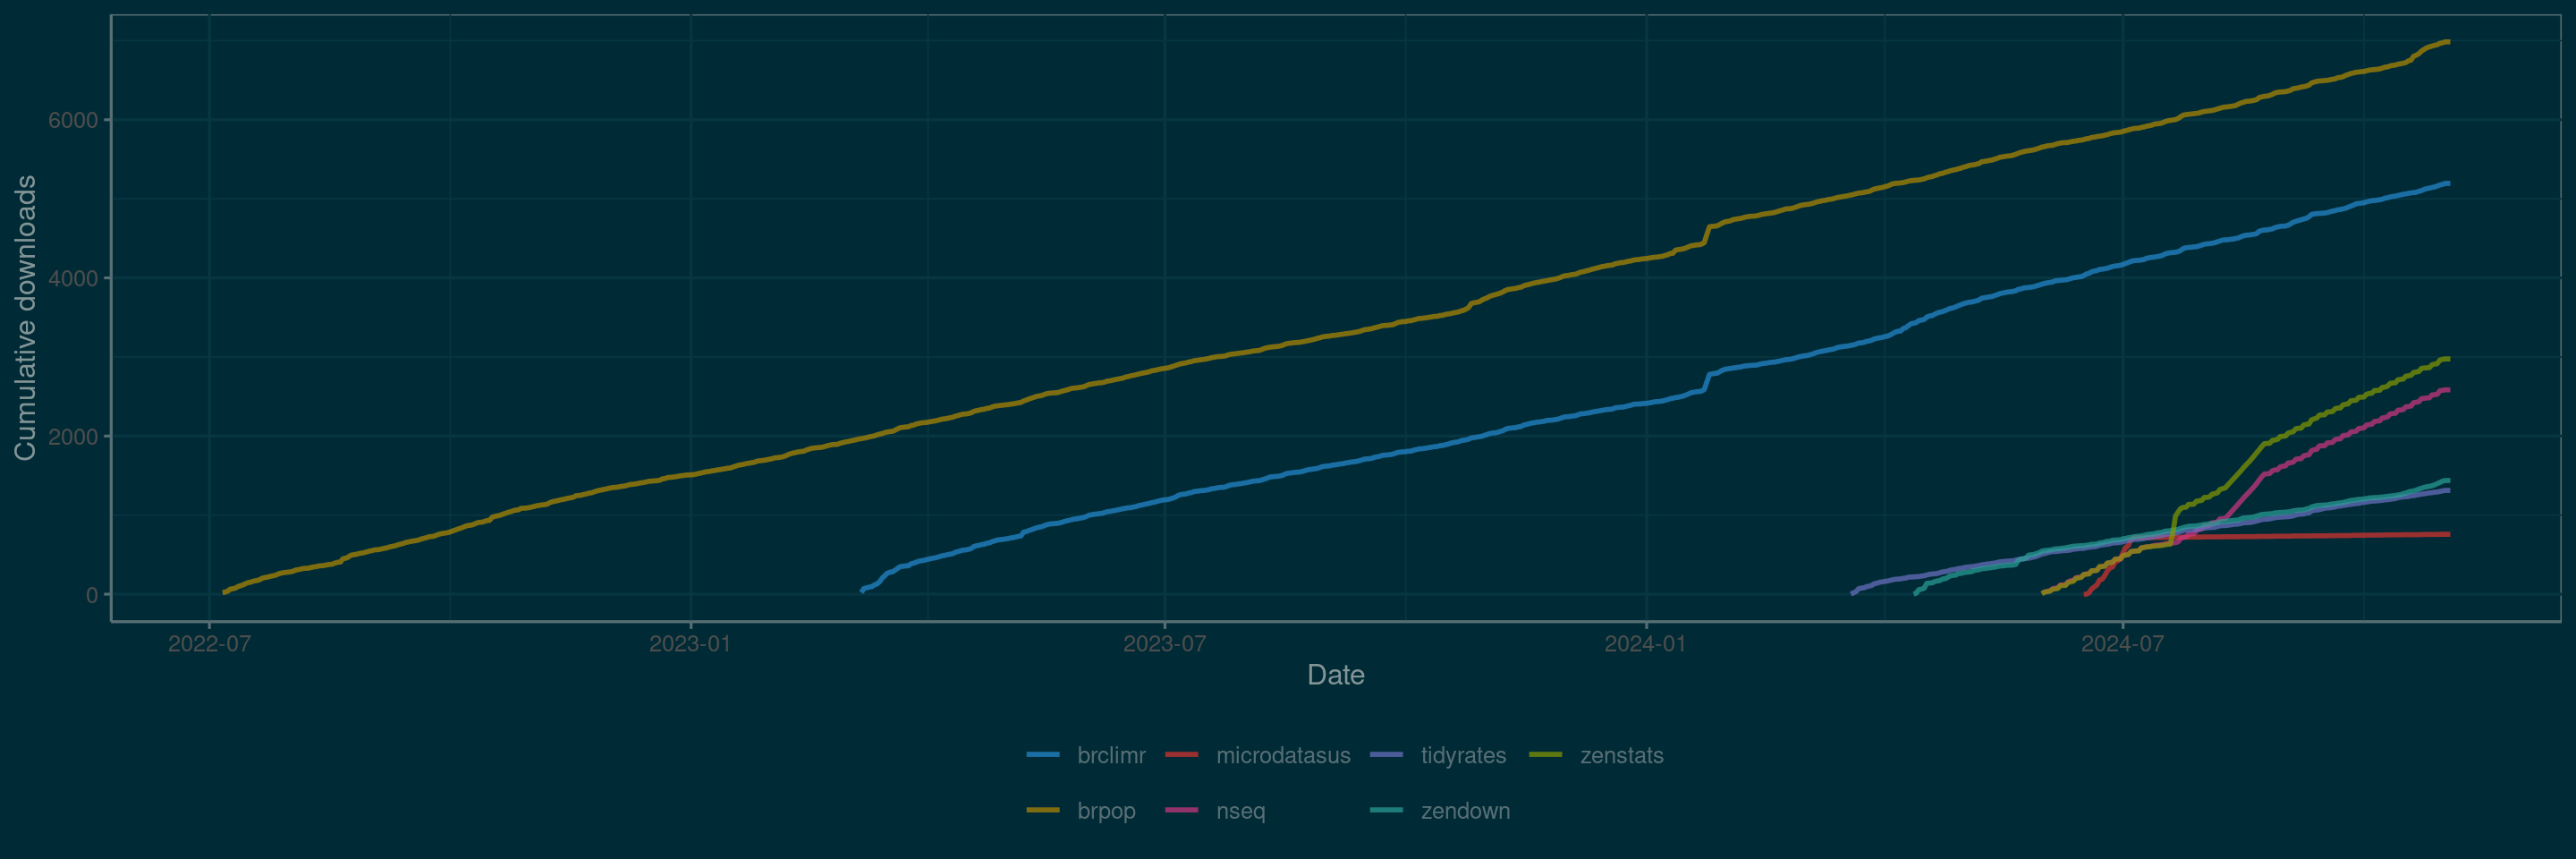 Cumulative downloads
6000
4000
2000
0
2022-07 2023-01 2023-07 2024-01 2024-07
Date
brclimr microdatasus tidyrates zenstats
brpop nseq zendown